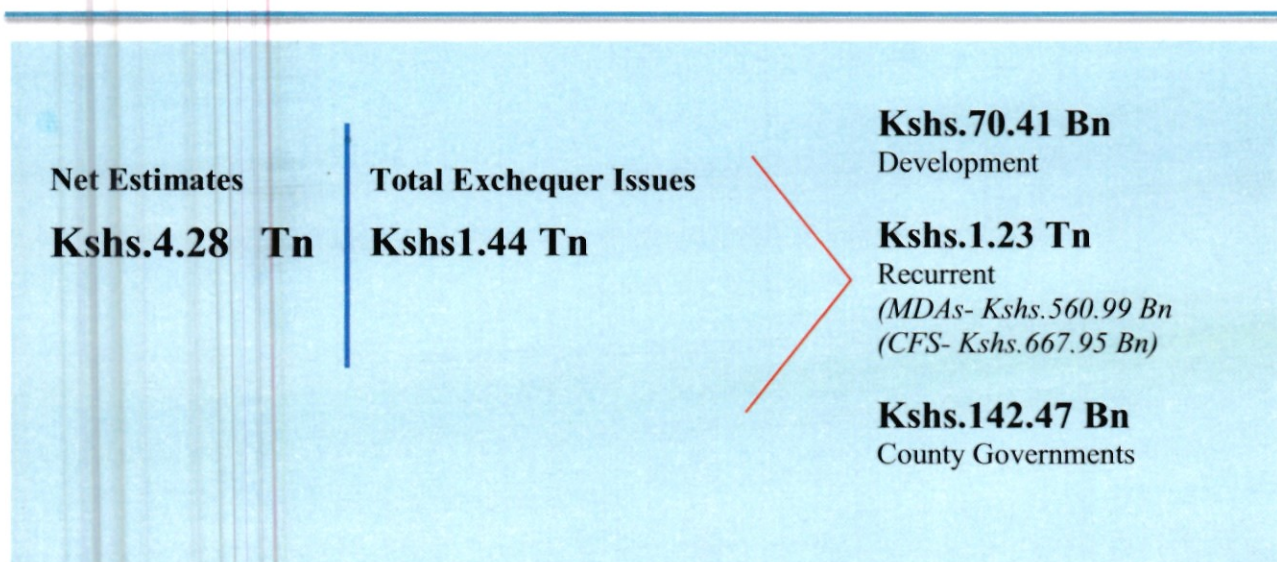 Net Estimates
Kshs.4.28 Tn
Total Exchequer Issues
Kshs1.44 Tn
Kshs.70.41 Bn
Development
Kshs.1.23 Tn
Recurrent
(MDAs- Kshs.560.99 Bn
(CFS- Kshs.667.95 Bn)
Kshs.142.47 Bn
County Governments